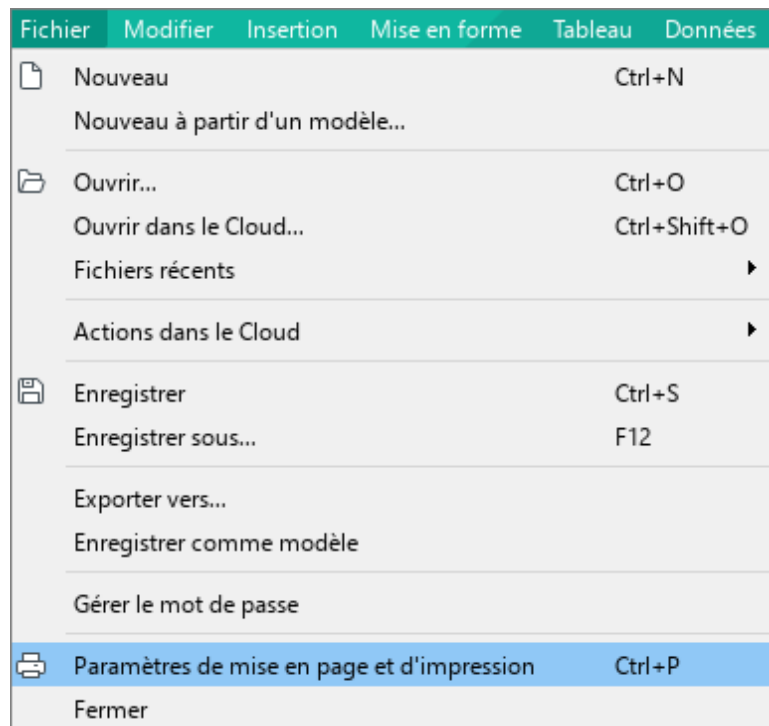 Fichier Modifier Insertion Mise en forme Tableau Données
Nouveau Ctrl+N
Nouveau à partir d'un modèle...
Ouvrir... Ctrl+O
Ouvrir dans le Cloud... Ctrl+Shift+O
Fichiers récents
Actions dans le Cloud
Enregistrer Ctrl+S
Enregistrer sous... F12
Exporter vers...
Enregistrer comme modèle
Gérer le mot de passe
Paramètres de mise en page et d'impression Ctrl+P
Fermer